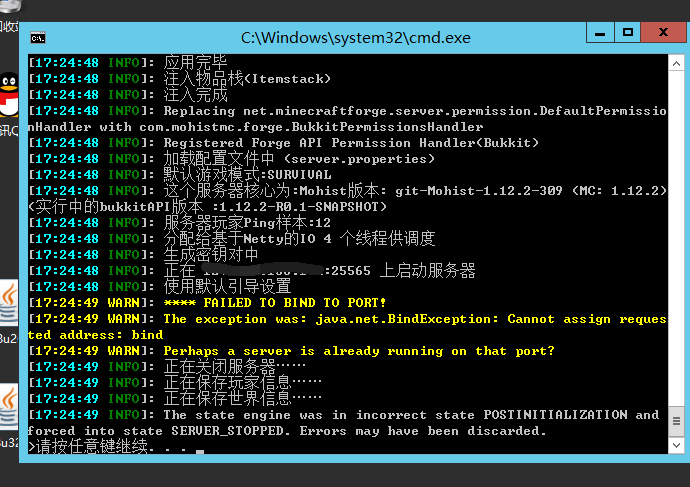 回收站
C:\Windows\system32\cmd.exe
[17:24:48 INFO]: 应用完毕
[17:24:48 INFO]: 注入物品栈(Itemstack)
[17:24:48 INFO]: 注入完成
[17:24:48 INFO]: Replacing net.minecraftforge.server.permission.DefaultPermissio
nHandler with com.mohistmc.forge.BukkitPermissionsHandler
[17:24:48 INFO]: Registered Forge API Permission Handler(Bukkit)
[17:24:48 INFO]: 加载配置文件中 (server.properties)
[17:24:48 INFO]: 默认游戏模式:SURVIVAL
[17:24:48 INFO]: 这个服务器核心为:Mohist版本: git-Mohist-1.12.2-309 (MC: 1.12.2)
(实行中的bukkitAPI版本 :1.12.2-R0.1-SNAPSHOT)
[17:24:48 INFO]: 服务器玩家Ping样本:12
[17:24:48 INFO]: 分配给基于Netty的IO 4 个线程供调度
[17:24:48 INFO]: 生成密钥对中
[17:24:48 INFO]: 正在 :25565 上启动服务器
[17:24:48 INFO]: 使用默认引导设置
[17:24:49 WARN]: **** FAILED TO BIND TO PORT!
[17:24:49 WARN]: The exception was: java.net.BindException: Cannot assign reques
ted address: bind
[17:24:49 WARN]: Perhaps a server is already running on that port?
[17:24:49 INFO]: 正在关闭服务器……
[17:24:49 INFO]: 正在保存玩家信息……
[17:24:49 INFO]: 正在保存世界信息……
[17:24:49 INFO]: The state engine was in incorrect state POSTINITIALIZATION and
forced into state SERVER_STOPPED. Errors may have been discarded.
>请按任意键继续. . .
讯Q
8u2
8u32